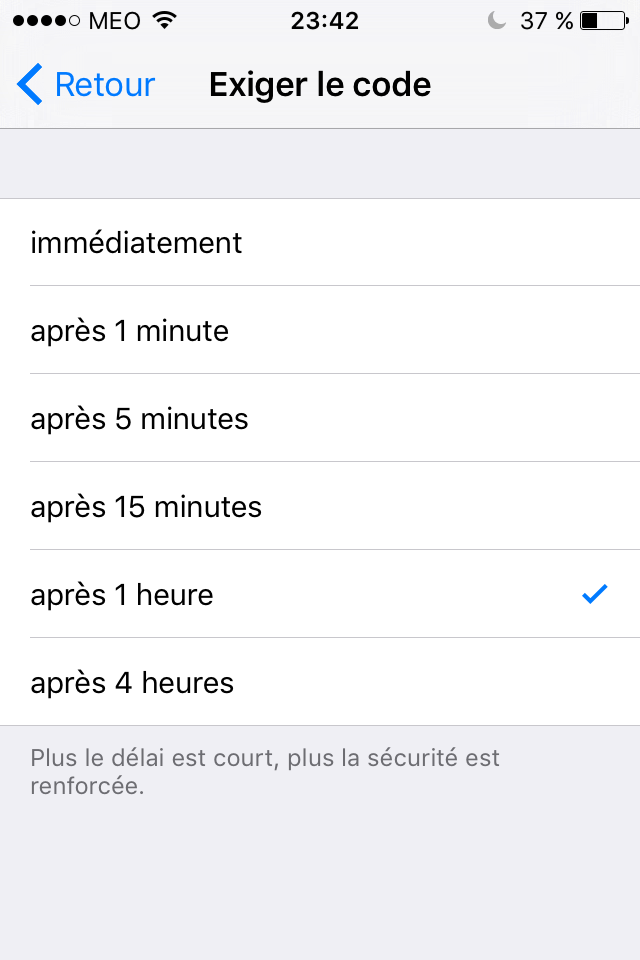 MEO 23:42 37 %
Retour Exiger le code
immédiatement
après 1 minute
après 5 minutes
après 15 minutes
après 1 heure
après 4 heures
Plus le délai est court, plus la sécurité est
renforcée.